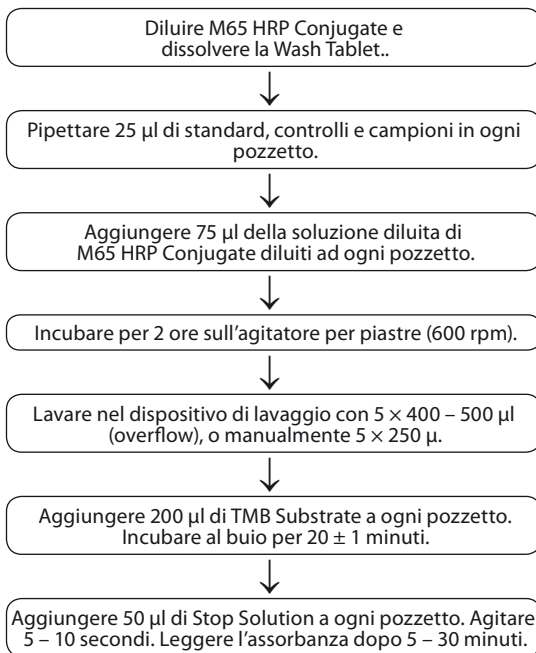 Diluire M65 HRP Conjugate e
dissolvere la Wash Tablet..
Pipettare 25 µl di standard, controlli e campioni in ogni
pozzetto.
Aggiungere 75 µl della soluzione diluita di
M65 HRP Conjugate diluiti ad ogni pozzetto.
Incubare per 2 ore sull’agitatore per piastre (600 rpm).
Lavare nel dispositivo di lavaggio con 5 × 400 – 500 µl
(overflow), o manualmente 5 × 250 µ.
Aggiungere 200 µl di TMB Substrate a ogni pozzetto.
Incubare al buio per 20 ± 1 minuti.
Aggiungere 50 µl di Stop Solution a ogni pozzetto. Agitare
5 – 10 secondi. Leggere l’assorbanza dopo 5 – 30 minuti.